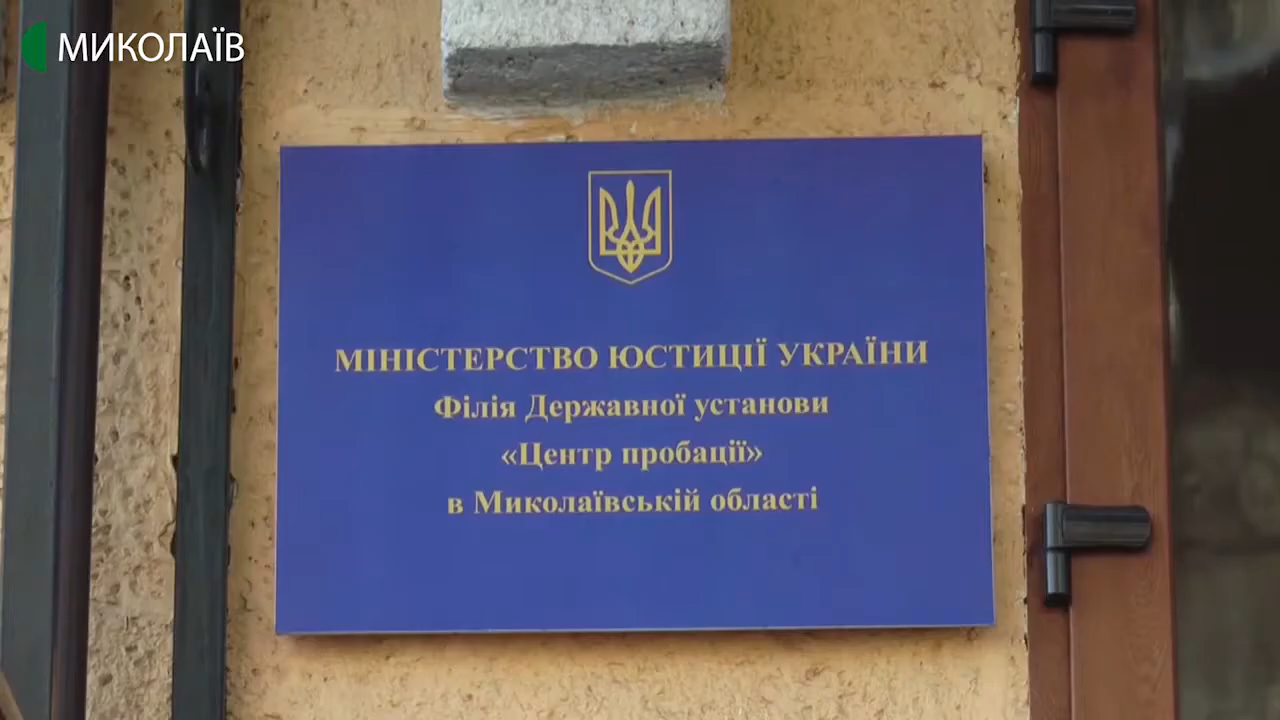 МИКОЛАЇВ
МІНІСТЕРСТВО ЮСТИЦІЇ УКРАЇНИ
Філія Державної установи
«Центр пробації»
в Миколаївській області